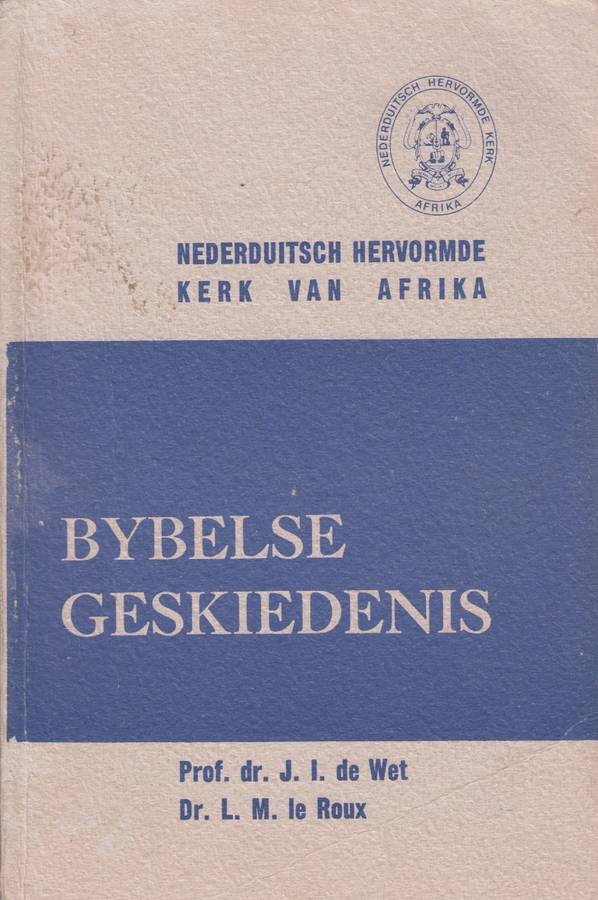 NEDERDUITSCH HERVORMDE KERK
AFRIKA
NEDERDUITSCH HERVORMDE
KERK VAN AFRIKA
BYBELSE
GESKIEDENIS
Prof. dr. J. I. de Wet
Dr. L. M. le Roux